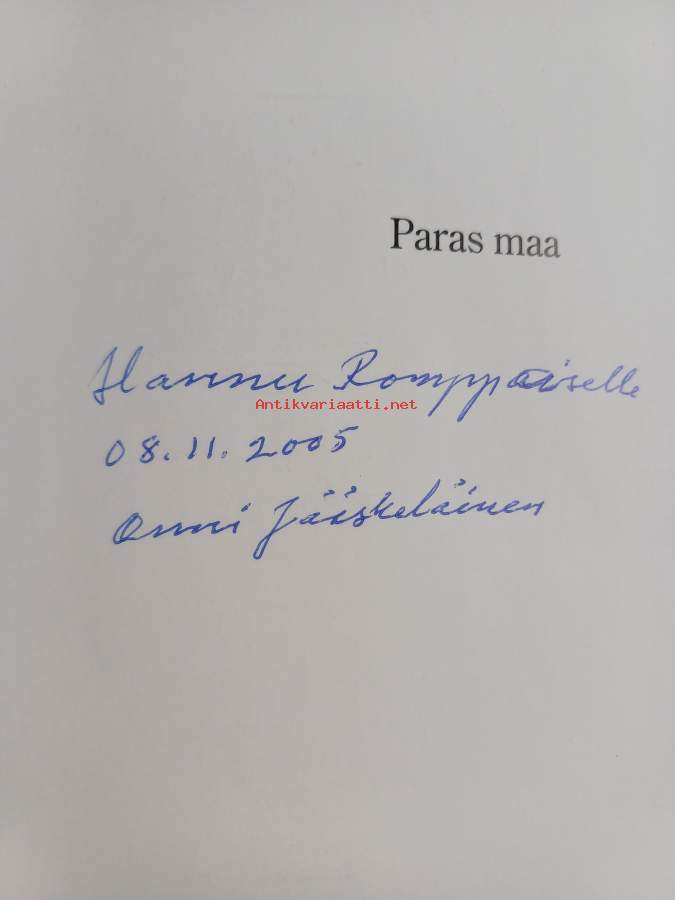 Paras maa
Hannu Romppaiselle
Antikvariaatti.net
08.11.2005
Onni Jääskeläinen